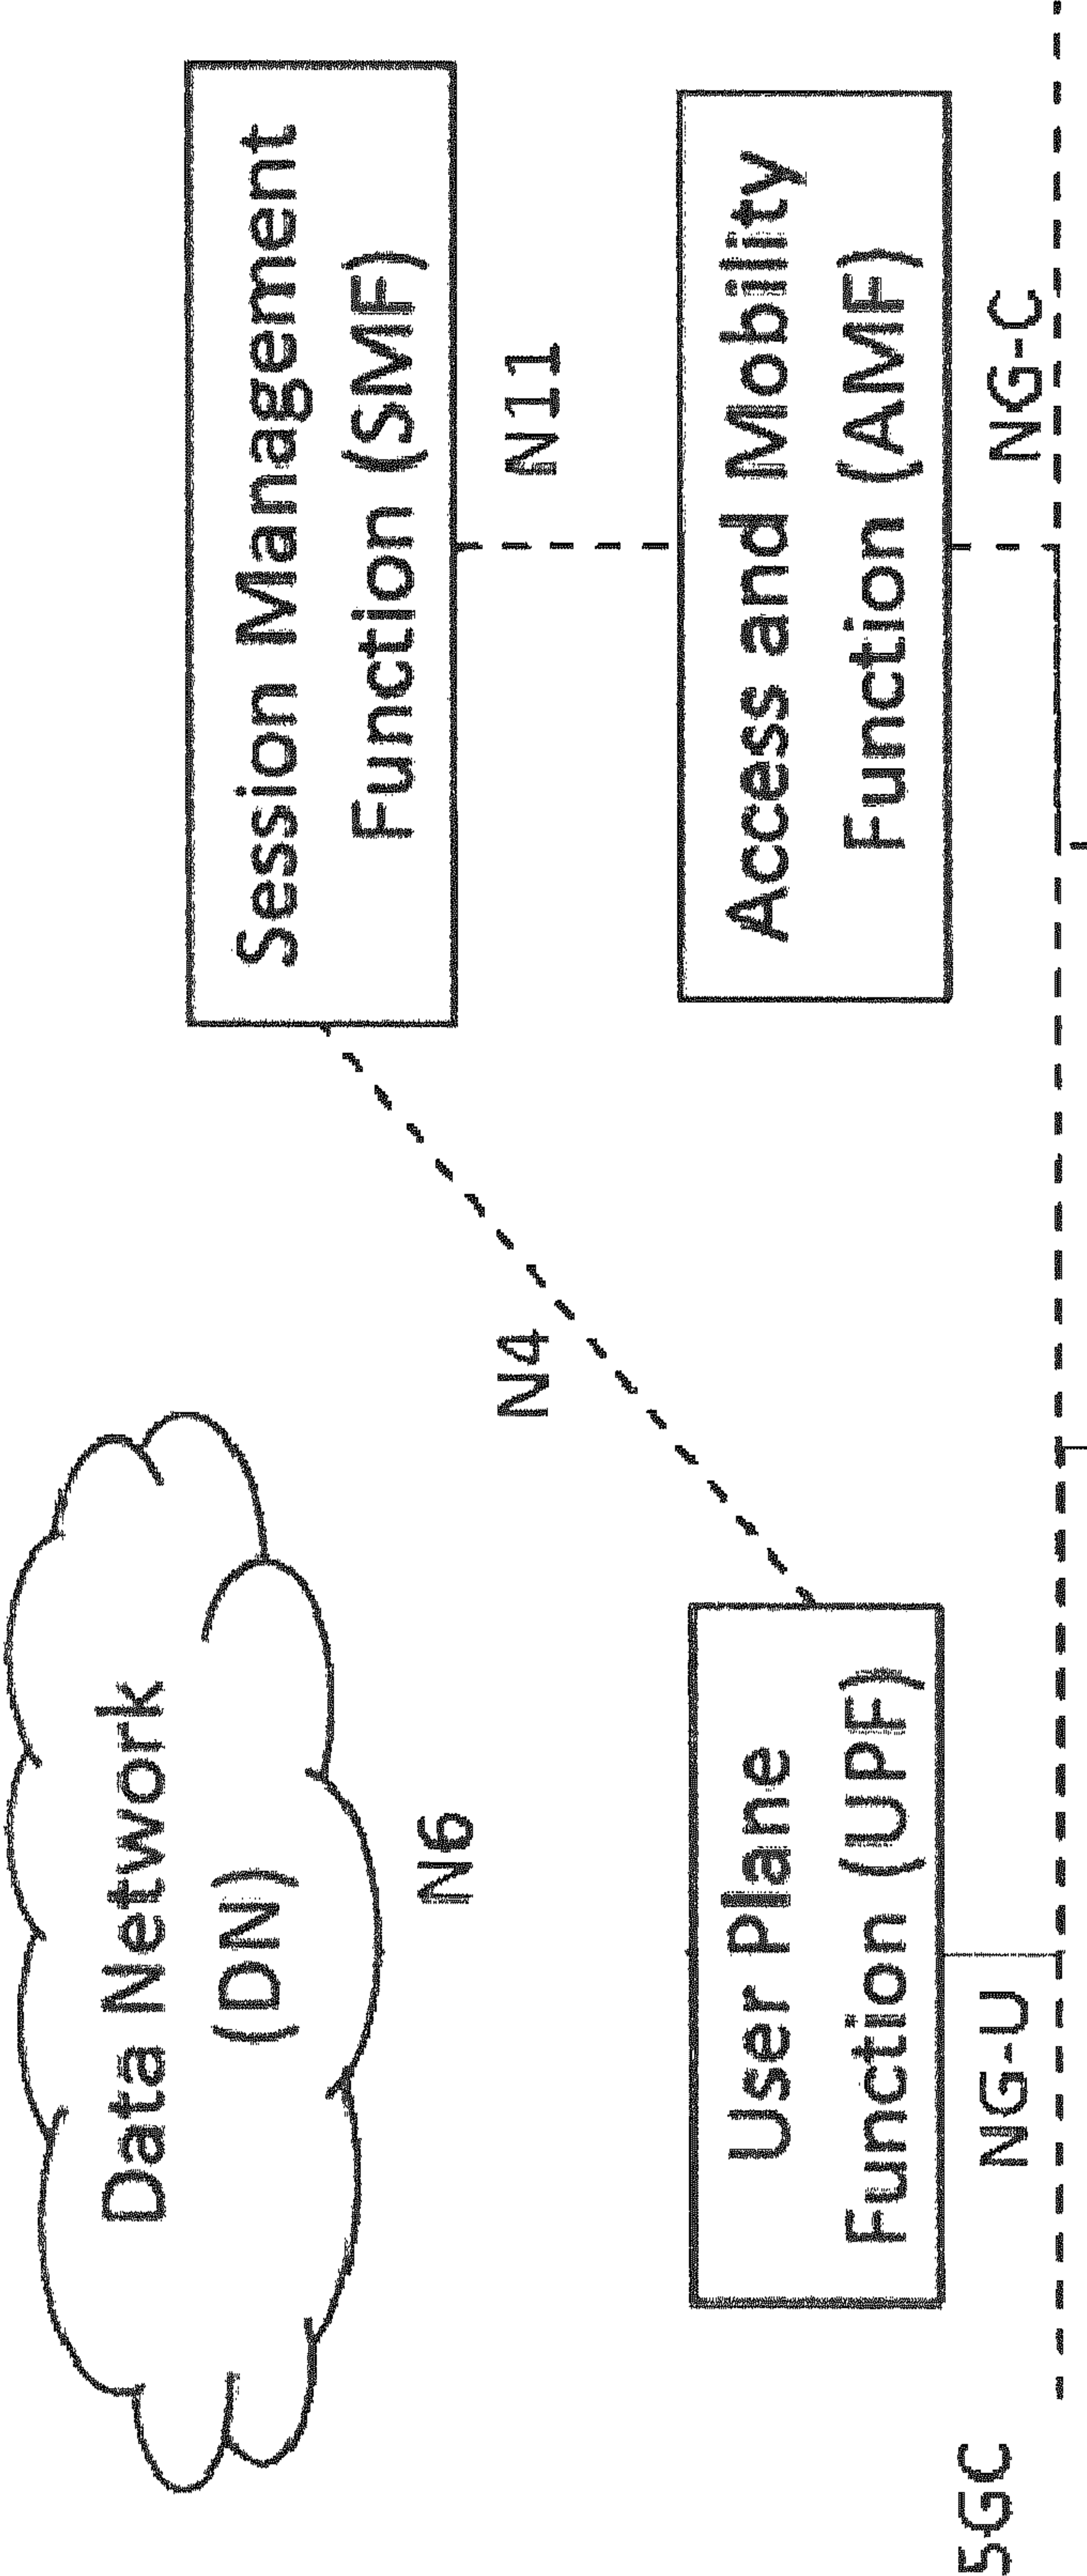 Data Network
(DN)
Session Management
Function (SMF)
N6
N4
N11
User Plane
Function (UPF)
Access and Mobility
Function (AMF)
NG-U
NG-C
5GC